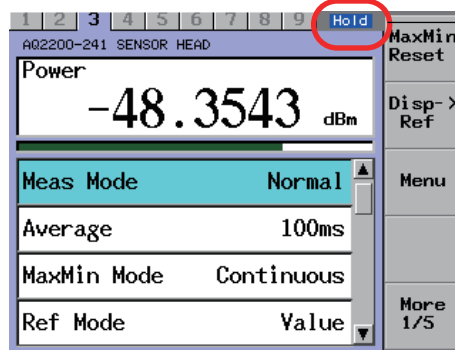 1 2 3 4 5 6 7 8 9 Hold
AQ2200-241 SENSOR HEAD
Power
-48.3543 dBm
Meas Mode Normal
Average 100ms
MaxMin Mode Continuous
Ref Mode Value
MaxMin
Reset
Disp->
Ref
Menu
More
1/5